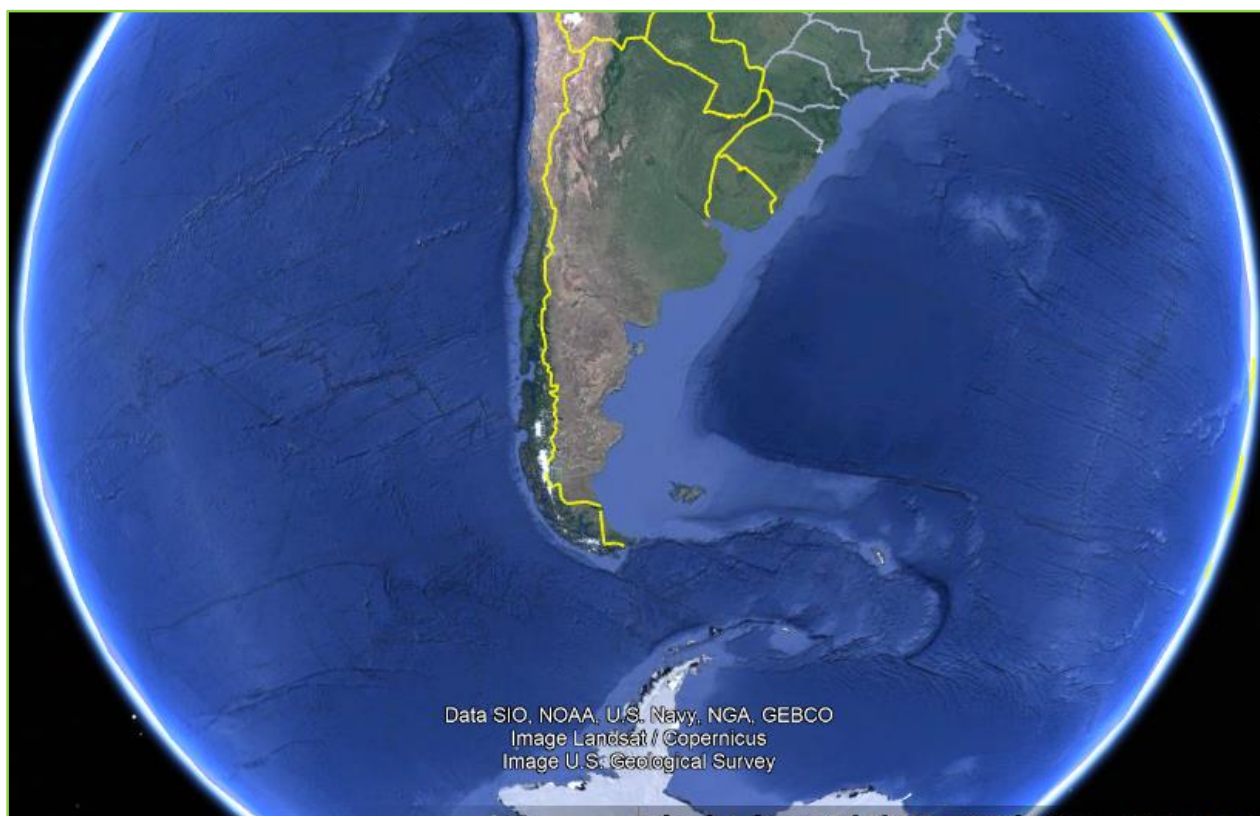 Data SIO, NOAA, U.S. Navy, NGA, GEBCO
Image Landsat / Copernicus
Image U.S. Geological Survey